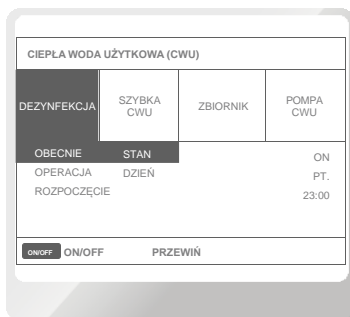 CIEPŁA WODA UŻYTKOWA (CWU)
DEZYNFEKCJA
SZYBKA
CWU
ZBIORNIK
POMPA
CWU
OBECNIE STAN ON
OPERACJA DZIEŃ PT.
ROZPOCZĘCIE 23:00
ON/OFF ON/OFF PRZEWIŃ